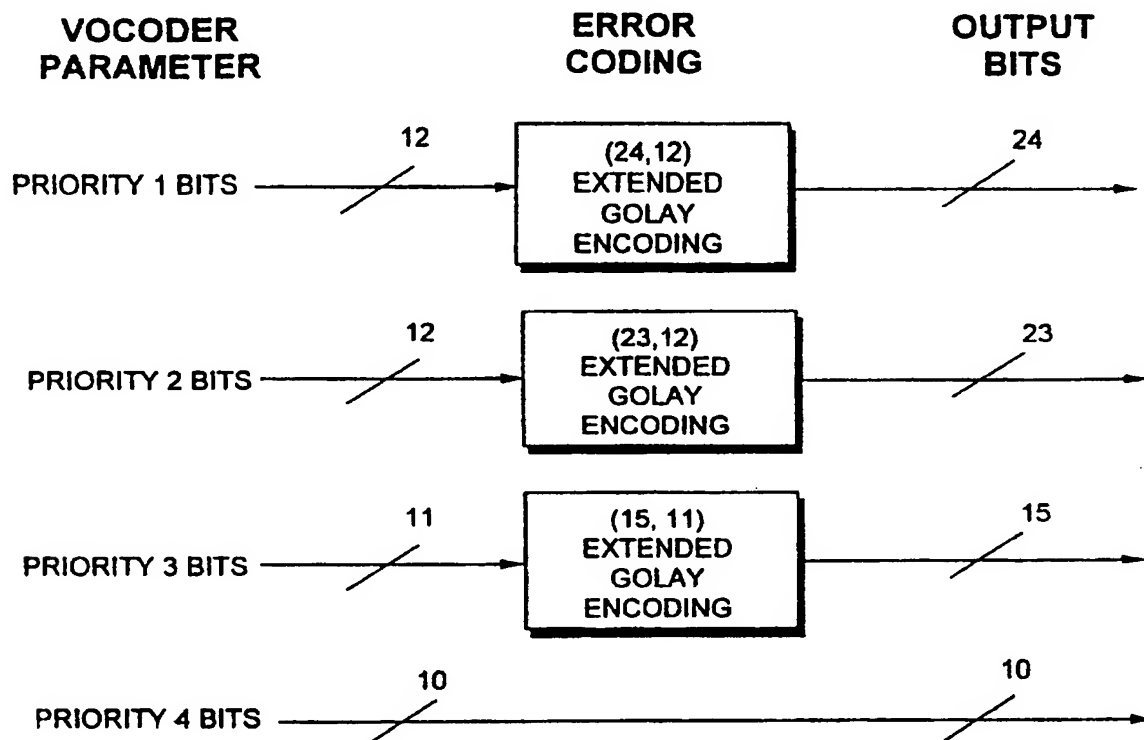 VOCODER
PARAMETER
ERROR
CODING
OUTPUT
BITS
PRIORITY 1 BITS
12
(24,12)
EXTENDED
GOLAY
ENCODING
24
PRIORITY 2 BITS
12
(23,12)
EXTENDED
GOLAY
ENCODING
23
PRIORITY 3 BITS
11
(15, 11)
EXTENDED
GOLAY
ENCODING
15
PRIORITY 4 BITS
10
10